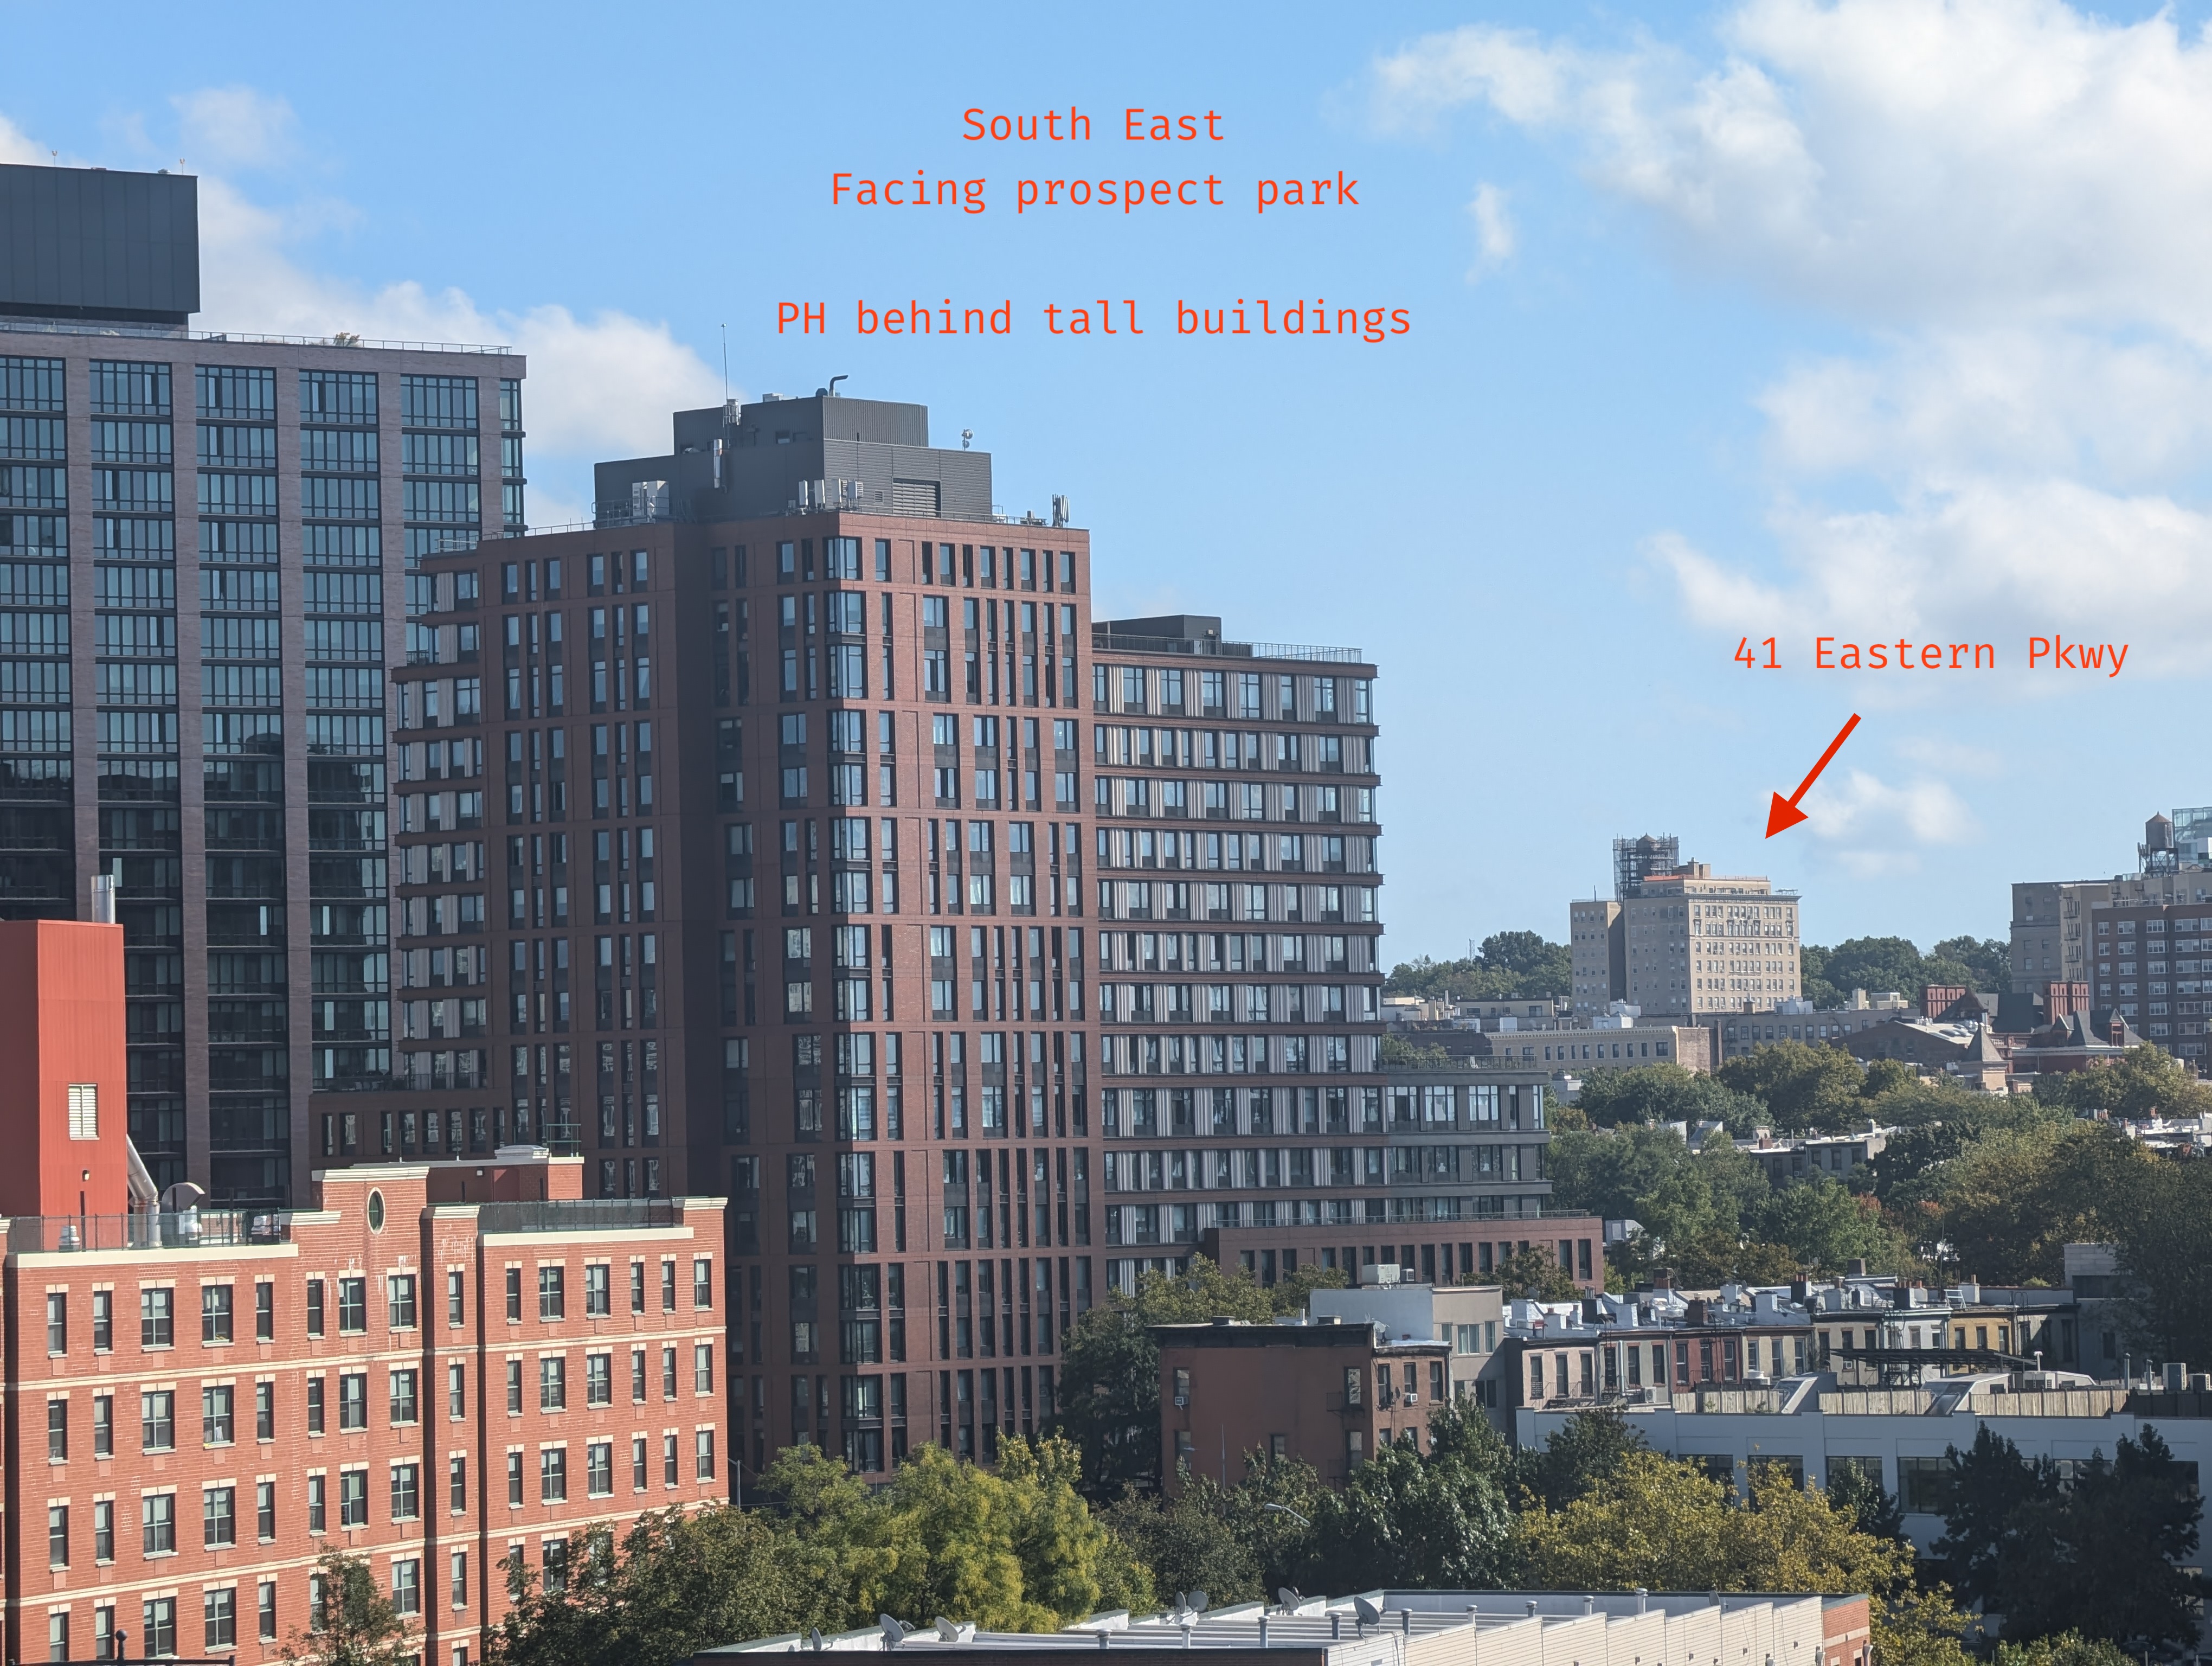 South East
Facing prospect park
PH behind tall buildings
41 Eastern Pkwy